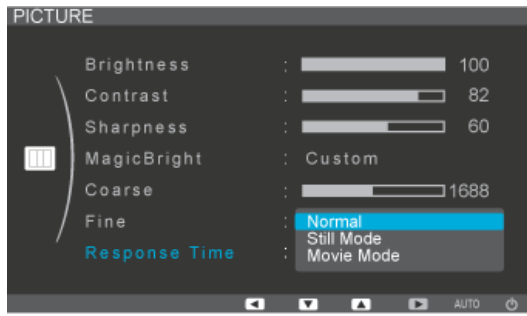 PICTURE
Brightness : 100
Contrast : 82
Sharpness : 60
MagicBright : Custom
Coarse : 1688
Fine : Normal
Still Mode
Response Time : Movie Mode
AUTO